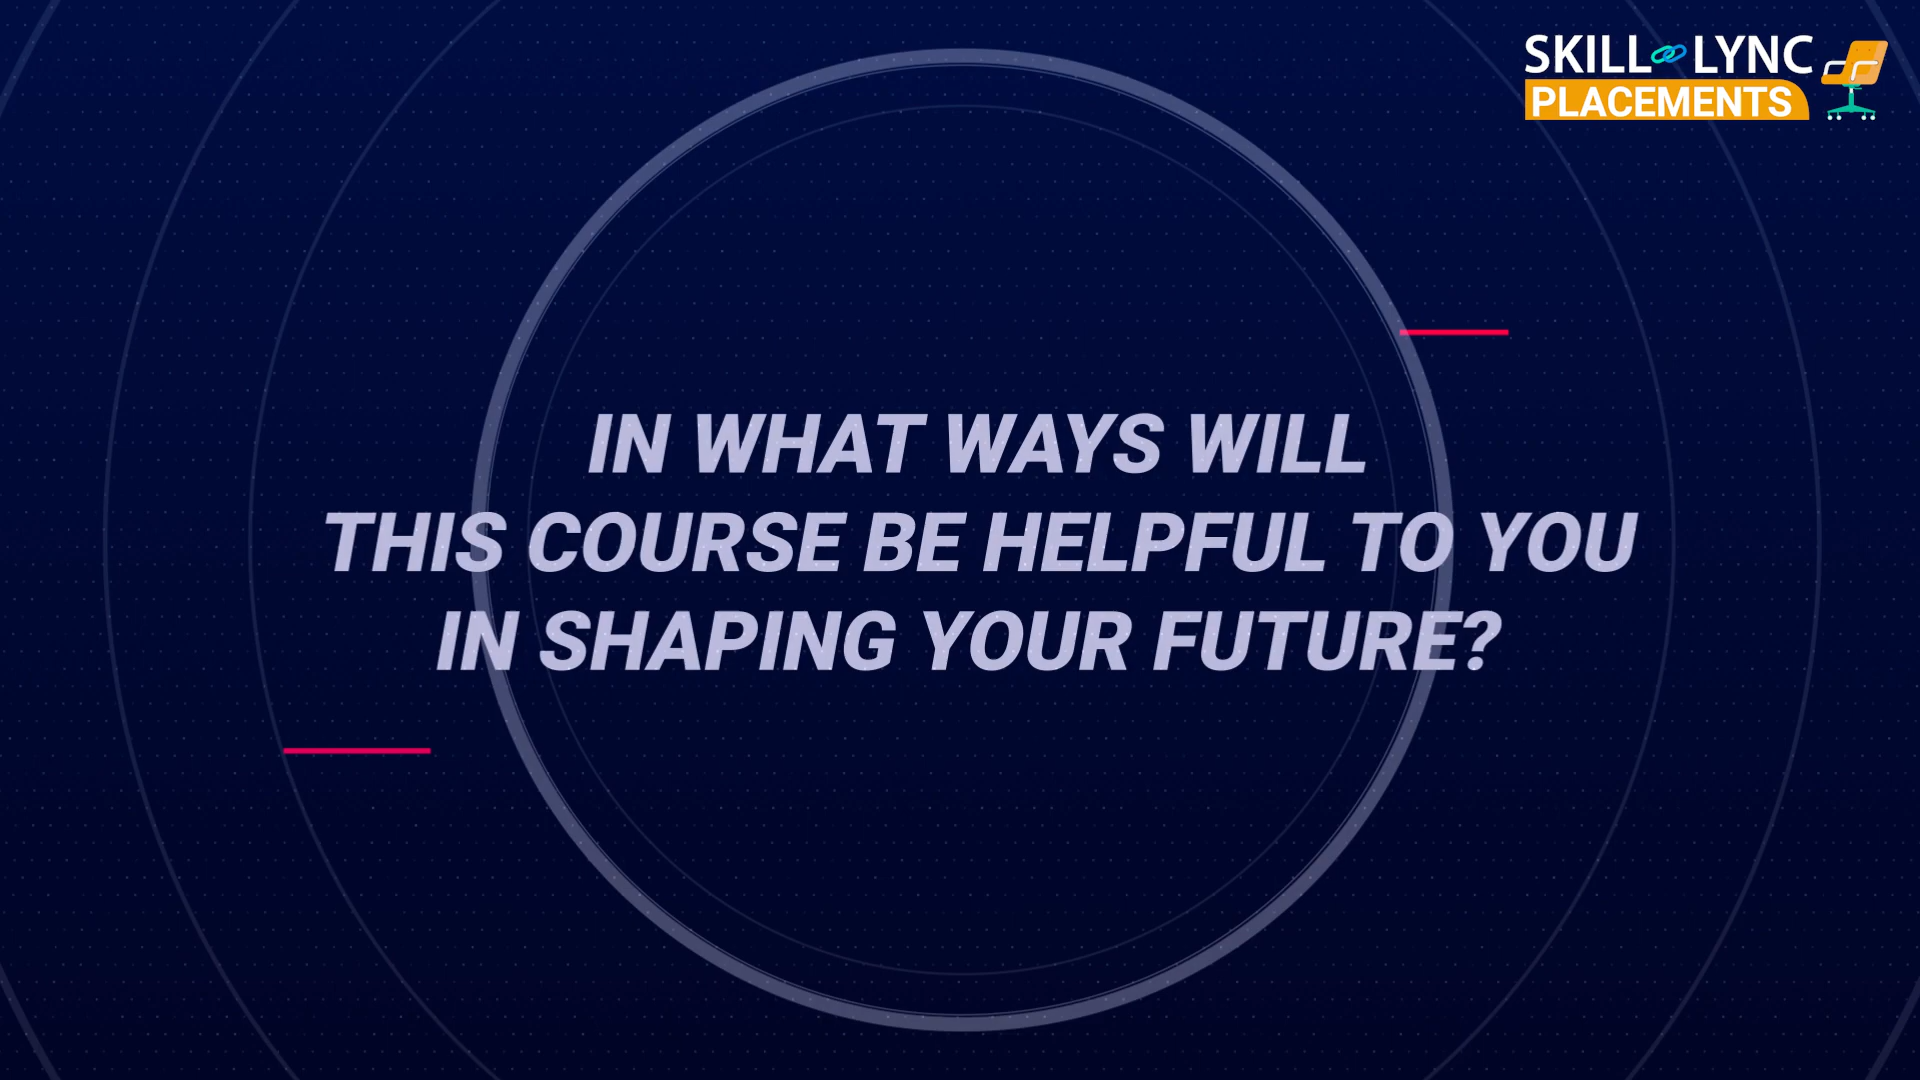 SKILL LYNC
PLACEMENTS
IN WHAT WAYS WILL
THIS COURSE BE HELPFUL TO YOU
IN SHAPING YOUR FUTURE?